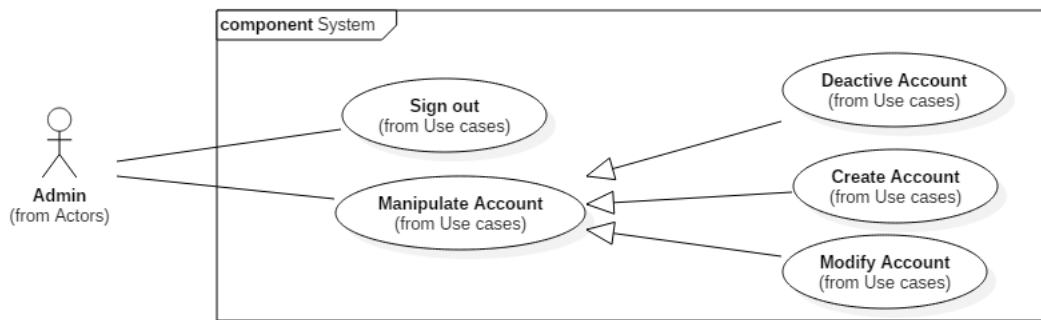 component System
Deactive Account
(from Use cases)
Sign out
(from Use cases)
Admin
(from Actors)
Manipulate Account
(from Use cases)
Create Account
(from Use cases)
Modify Account
(from Use cases)